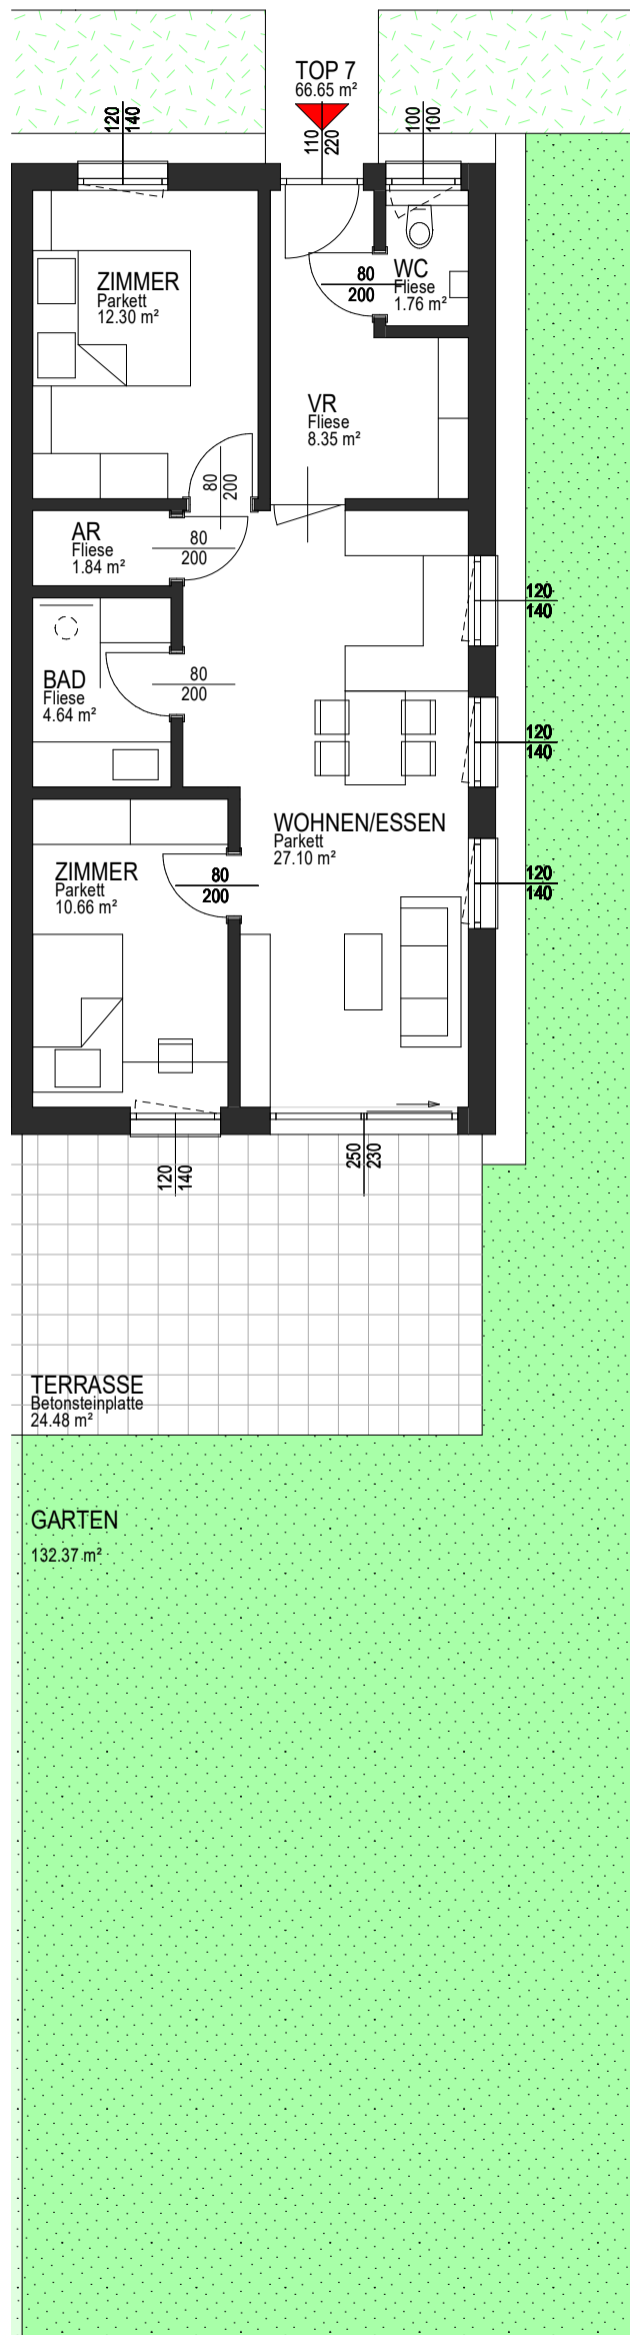 TOP 7
66.65 m²
120
140
110
220
100
100
ZIMMER
Parkett
12.30 m²
80
200
WC
Fliese
1.76 m²
VR
Fliese
8.35 m²
80
200
AR
Fliese
1.84 m²
80
200
120
140
BAD
Fliese
4.64 m²
80
200
120
140
WOHNEN/ESSEN
Parkett
27.10 m²
ZIMMER
Parkett
10.66 m²
80
200
120
140
120
140
250
230
TERRASSE
Betonsteinplatte
24.48 m²
GARTEN
132.37 m²